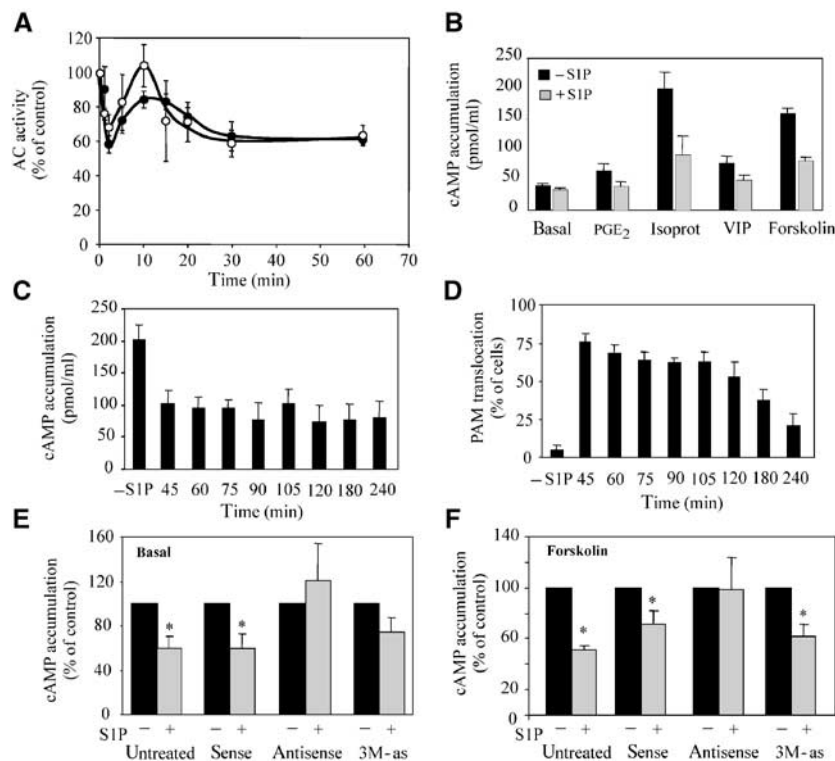 A
AC activity
(% of control)
120
100
80
60
40
20
0
0 10 20 30 40 50 60 70
Time (min)
B
cAMP accumulation
(pmol/ml)
250
200
150
100
50
0
–S1P
+S1P
Basal PGE2 Isoprot VIP Forskolin
C
cAMP accumulation
(pmol/ml)
250
200
150
100
50
0
–S1P 45 60 75 90 105 120 180 240
Time (min)
D
PAM translocation
(% of cells)
100
75
50
25
0
–S1P 45 60 75 90 105 120 180 240
Time (min)
E
cAMP accumulation
(% of control)
160
120
80
40
0
Basal
* *
S1P – + – + – + – +
Untreated Sense Antisense 3M-as
F
cAMP accumulation
(% of control)
140
100
60
20
0
Forskolin
* * *
S1P – + – + – + – +
Untreated Sense Antisense 3M-as